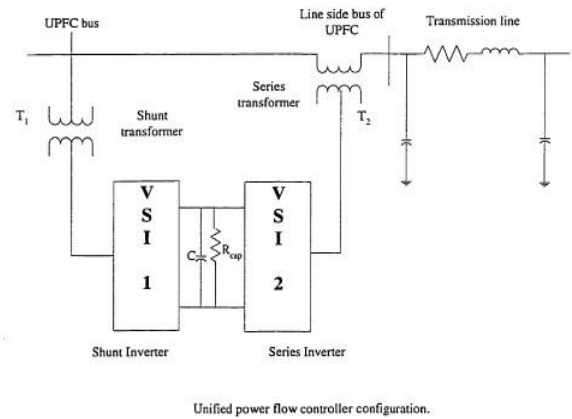 UPFC bus
Line side bus of
UPFC
Transmission line
Series
transformer
T1
Shunt
transformer
T2
V
S
I
1
C
Rcap
V
S
I
2
Shunt Inverter
Series Inverter
Unified power flow controller configuration.